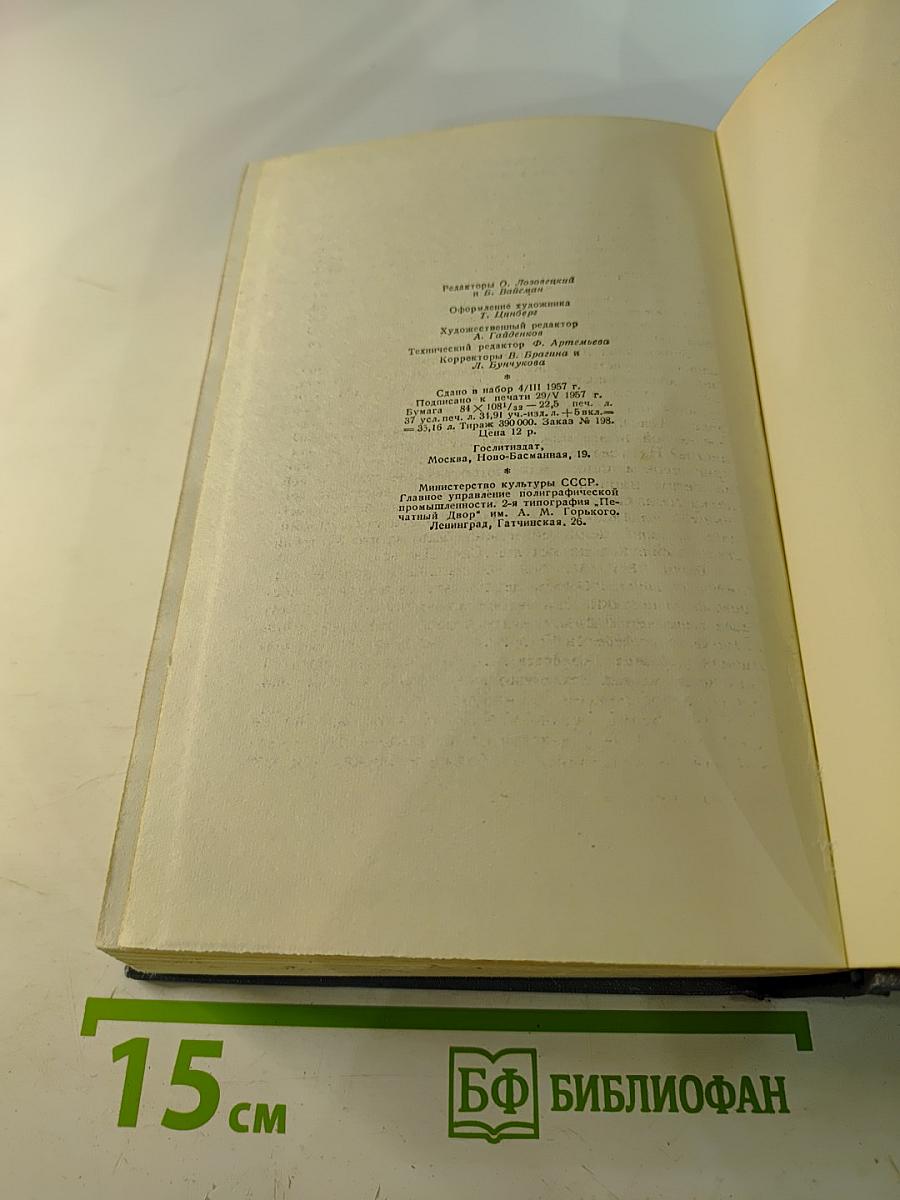 Редакторы О. Лозовецкий
и Б. Вайсман
Оформление художника
Т. Цинберг
Художественный редактор
А. Гайденков
Технический редактор Ф. Артемьева
Корректоры В. Брагина и
Л. Бунчукова
*
Сдано в набор 4/III 1957 г.
Подписано к печати 29/V 1957 г.
Бумага 84 × 108¹/₃₂ — 22,5 печ. л.
37 усл. печ. л. 34,91 уч.-изд. л. + 5 вкл. =
= 35,16 л. Тираж 390 000. Заказ № 198.
Цена 12 р.
Гослитиздат,
Москва, Ново-Басманная, 19.
*
Министерство культуры СССР.
Главное управление полиграфической
промышленности. 2-я типография „Пе-
чатный Двор" им. А. М. Горького.
Ленинград, Гатчинская, 26.
15 см
БФ БИБЛИОФАН